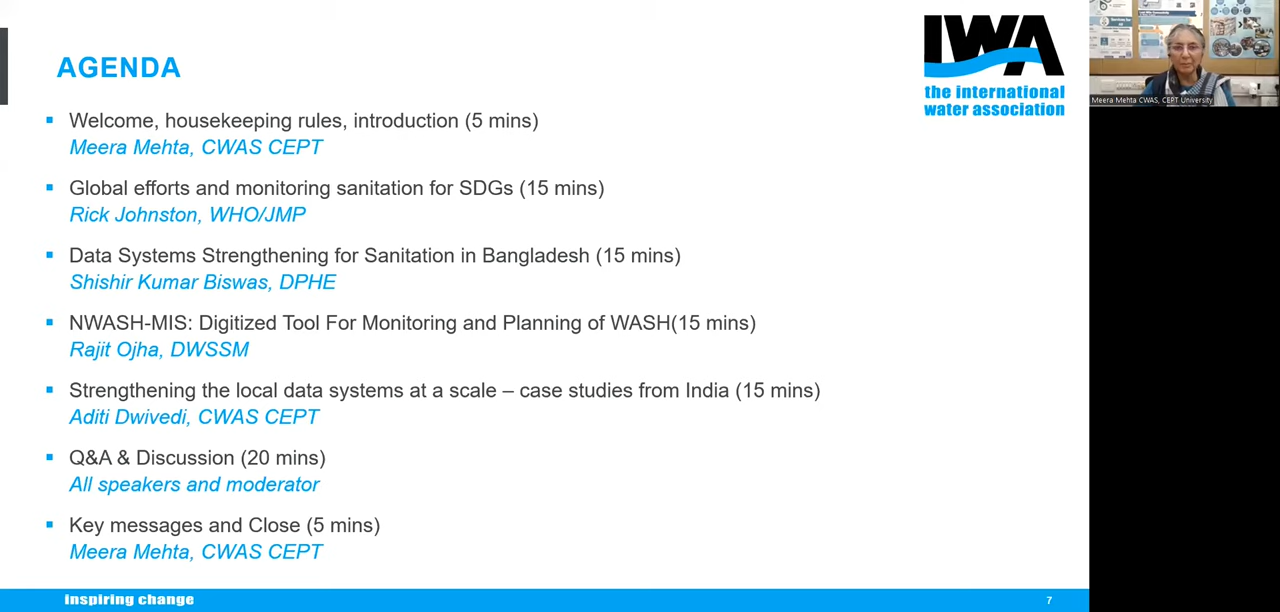 AGENDA
Welcome, housekeeping rules, introduction (5 mins)
Meera Mehta, CWAS CEPT
Global efforts and monitoring sanitation for SDGs (15 mins)
Rick Johnston, WHO/JMP
Data Systems Strengthening for Sanitation in Bangladesh (15 mins)
Shishir Kumar Biswas, DPHE
NWASH-MIS: Digitized Tool For Monitoring and Planning of WASH(15 mins)
Rajit Ojha, DWSSM
Strengthening the local data systems at a scale – case studies from India (15 mins)
Aditi Dwivedi, CWAS CEPT
Q&A & Discussion (20 mins)
All speakers and moderator
Key messages and Close (5 mins)
Meera Mehta, CWAS CEPT
inspiring change
7
IWA
the international
water association
Meera Mehta CWAS, CEPT University